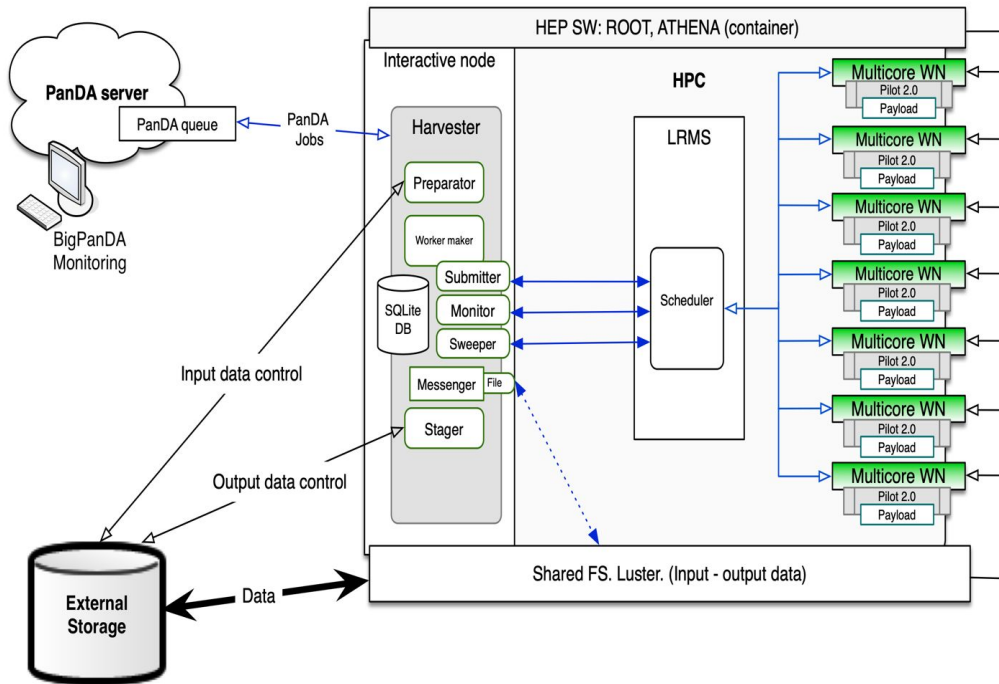 HEP SW: ROOT, ATHENA (container)
PanDA server
PanDA queue
PanDA
Jobs
BigPanDA
Monitoring
Interactive node
Harvester
Preparator
Worker maker
Submitter
SQLite
DB
Monitor
Sweeper
Messenger
File
Stager
Input data control
Output data control
HPC
LRMS
Scheduler
Multicore WN
Pilot 2.0
Payload
Multicore WN
Pilot 2.0
Payload
Multicore WN
Pilot 2.0
Payload
Multicore WN
Pilot 2.0
Payload
Multicore WN
Pilot 2.0
Payload
Multicore WN
Pilot 2.0
Payload
Multicore WN
Pilot 2.0
Payload
External
Storage
Data
Shared FS. Luster. (Input - output data)